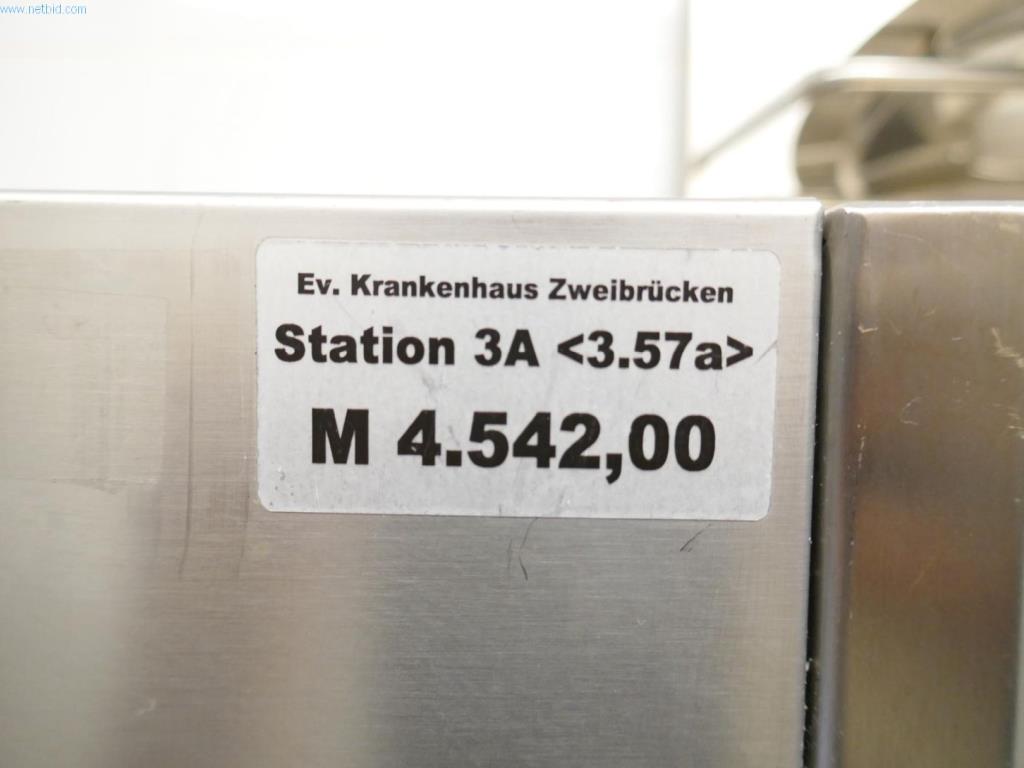 www.netbid.com
Ev. Krankenhaus Zweibrücken
Station 3A <3.57a>
M 4.542,00